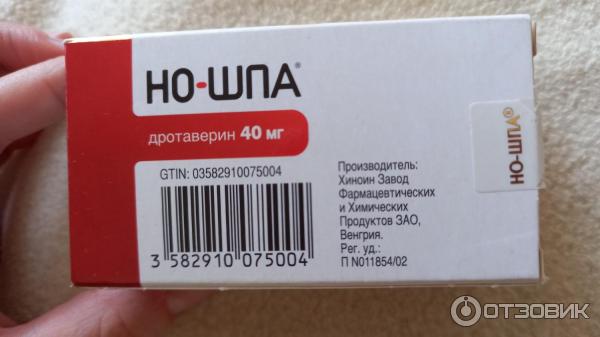 НО-ШПА®
дротаверин 40 мг
GTIN: 03582910075004
3 582910 075004
Производитель:
Хиноин Завод
Фармацевтических
и Химических
Продуктов ЗАО,
Венгрия.
Рег. уд.:
П N011854/02
НО-ШПА®
ОТЗОВИК